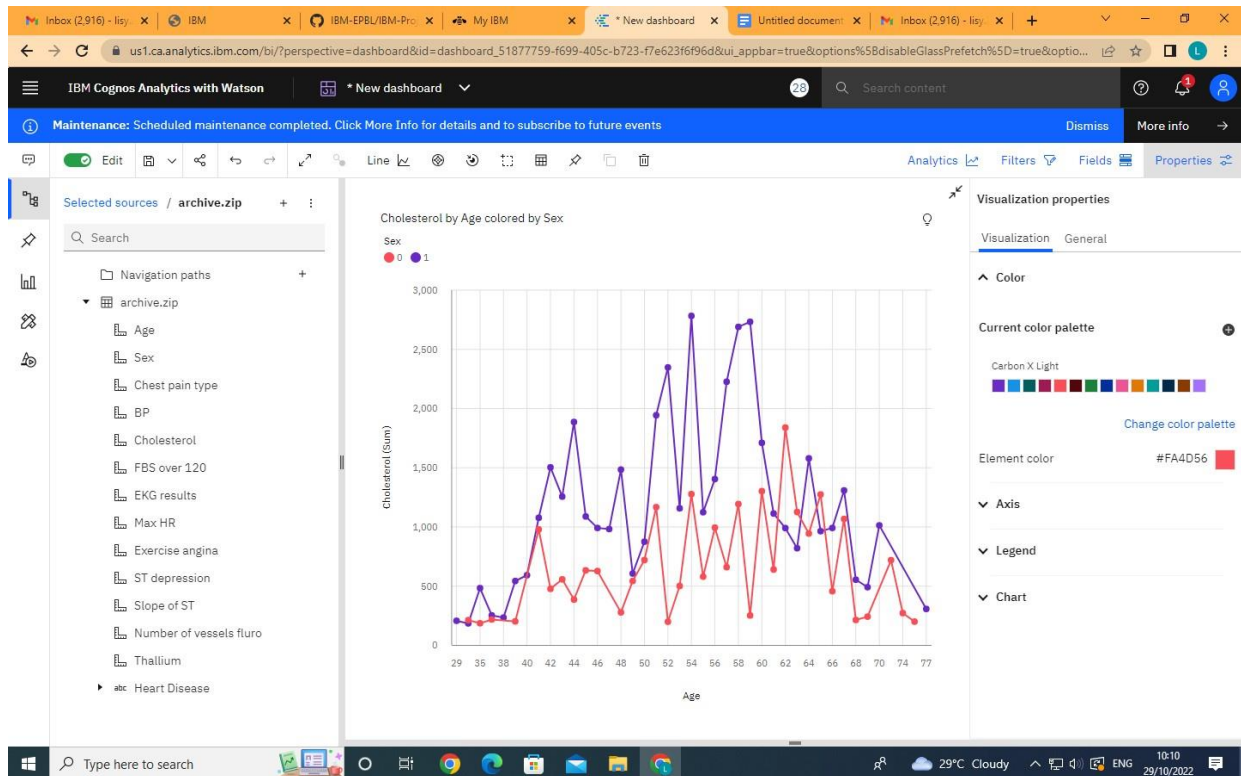 Inbox (2,916) - lisy. IBM IBM-EPBL/IBM-Pro My IBM * New dashboard Untitled document Inbox (2,916) - lisy.
us1.ca.analytics.ibm.com/bi/?perspective=dashboard&id=dashboard_51877759-f699-405c-b723-f7e623f6f96d&ui_appbar=true&options%5BdisableGlassPrefetch%5D=true&optio... L
IBM Cognos Analytics with Watson * New dashboard 28 Search content 1
Maintenance: Scheduled maintenance completed. Click More Info for details and to subscribe to future events Dismiss More info
Edit Line Analytics Filters Fields Properties
Selected sources / archive.zip
Search
Navigation paths
archive.zip
Age
Sex
Chest pain type
BP
Cholesterol
FBS over 120
EKG results
Max HR
Exercise angina
ST depression
Slope of ST
Number of vessels fluro
Thallium
abc Heart Disease
Cholesterol by Age colored by Sex
Sex
0 1
Cholesterol (Sum)
3,000
2,500
2,000
1,500
1,000
500
0
29 35 38 40 42 44 46 48 50 52 54 56 58 60 62 64 66 68 70 74 77
Age
Visualization properties
Visualization General
Color
Current color palette
Carbon X Light
Change color palette
Element color #FA4D56
Axis
Legend
Chart
Type here to search 29°C Cloudy ENG 10:10
29/10/2022